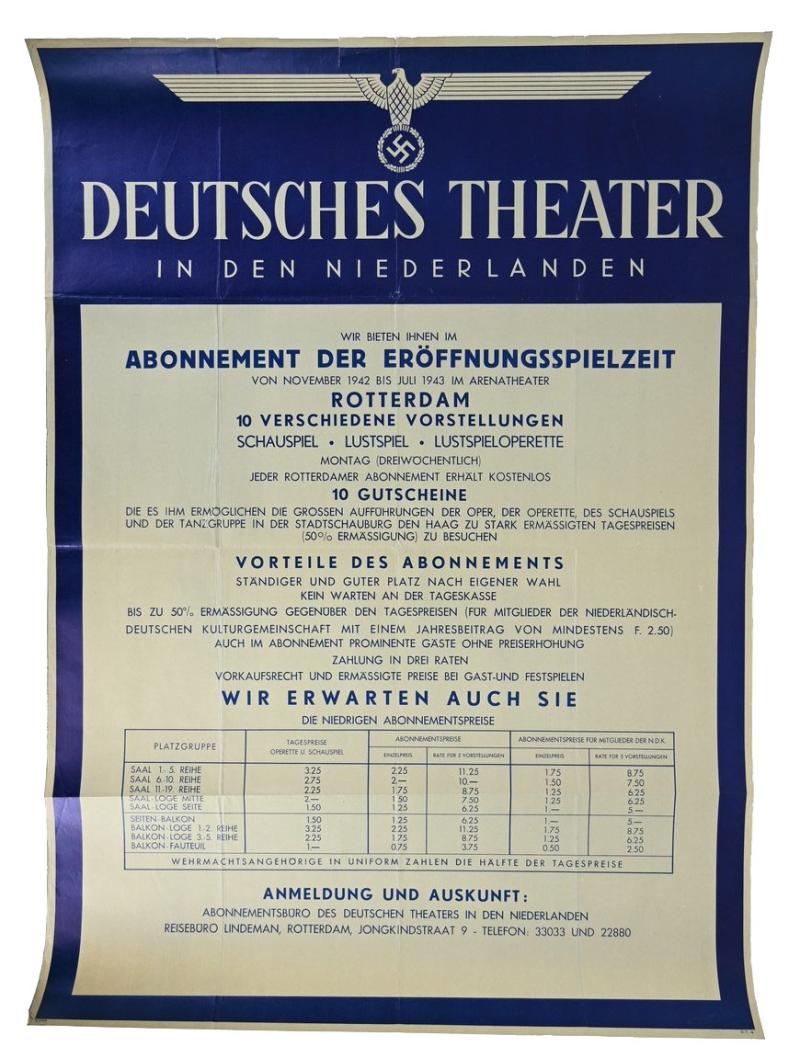 DEUTSCHES THEATER
IN DEN NIEDERLANDEN
WIR BIETEN IHNEN IM
ABONNEMENT DER ERÖFFNUNGSSPIELZEIT
VON NOVEMBER 1942 BIS JULI 1943 IM ARENATHEATER
ROTTERDAM
10 VERSCHIEDENE VORSTELLUNGEN
SCHAUSPIEL • LUSTSPIEL • LUSTSPIELOPERETTE
MONTAG (DREIWÖCHENTLICH)
JEDER ROTTERDAMER ABONNEMENT ERHÄLT KOSTENLOS
10 GUTSCHEINE
DIE ES IHM ERMÖGLICHEN DIE GROSSEN AUFFÜHRUNGEN DER OPER, DER OPERETTE, DES SCHAUSPIELS
UND DER TANZGRUPPE IN DER STADTSCHAUBURG DEN HAAG ZU STARK ERMÄSSIGTEN TAGESPREISEN
(50% ERMÄSSIGUNG) ZU BESUCHEN
VORTEILE DES ABONNEMENTS
STÄNDIGER UND GUTER PLATZ NACH EIGENER WAHL
KEIN WARTEN AN DER TAGESKASSE
BIS ZU 50% ERMÄSSIGUNG GEGENÜBER DEN TAGESPREISEN (FÜR MITGLIEDER DER NIEDERLÄNDISCH-
DEUTSCHEN KULTURGEMEINSCHAFT MIT EINEM JAHRESBEITRAG VON MINDESTENS F. 2.50)
AUCH IM ABONNEMENT PROMINENTE GÄSTE OHNE PREISERHÖHUNG
ZAHLUNG IN DREI RATEN
VORKAUFSRECHT UND ERMÄSSIGTE PREISE BEI GAST-UND FESTSPIELEN
WIR ERWARTEN AUCH SIE
DIE NIEDRIGEN ABONNEMENTSPREISE
PLATZGRUPPE TAGESPREISE OPERETTE U. SCHAUSPIEL ABONNEMENTSPREISE ABONNEMENTSPREISE FÜR MITGLIEDER DER N.D.K.
EINZELPREIS RATE FÜR 5 VORSTELLUNGEN EINZELPREIS RATE FÜR 5 VORSTELLUNGEN
SAAL 1.-5. REIHE 3.25 2.25 11.25 1.75 8.75
SAAL 6.-10. REIHE 2.75 2.— 10.— 1.50 7.50
SAAL 11.-19. REIHE 2.25 1.75 8.75 1.25 6.25
SAAL-LOGE MITTE 2.— 1.50 7.50 1.25 6.25
SAAL-LOGE SEITE 1.50 1.25 6.25 1.— 5.—
SEITEN-BALKON 1.50 1.25 6.25 1.— 5.—
BALKON-LOGE 1.-2. REIHE 3.25 2.25 11.25 1.75 8.75
BALKON-LOGE 3.-5. REIHE 2.25 1.75 8.75 1.25 6.25
BALKON-FAUTEUIL 1.— 0.75 3.75 0.50 2.50
WEHRMACHTSANGEHÖRIGE IN UNIFORM ZAHLEN DIE HÄLFTE DER TAGESPREISE
ANMELDUNG UND AUSKUNFT:
ABONNEMENTSBÜRO DES DEUTSCHEN THEATERS IN DEN NIEDERLANDEN
REISEBÜRO LINDEMAN, ROTTERDAM, JONGKINDSTRAAT 9 - TELEFON: 33033 UND 22880